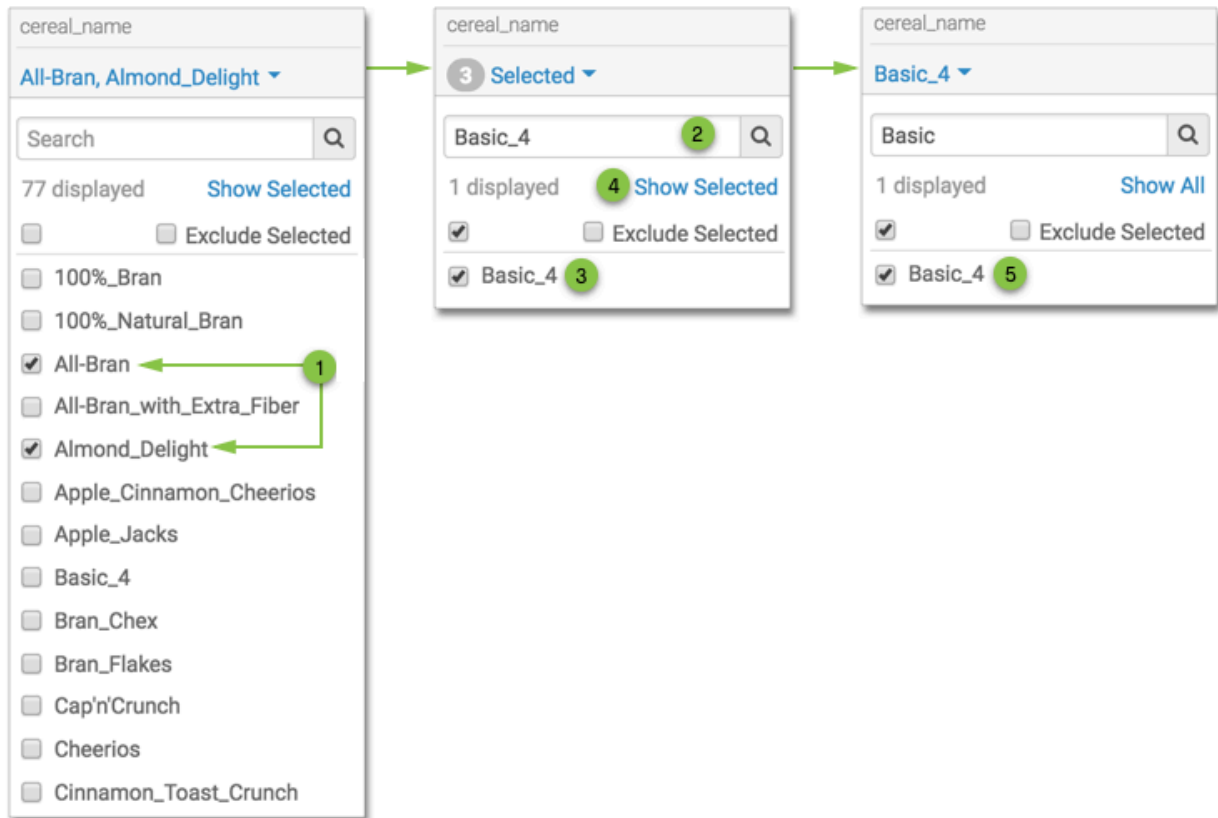 cereal_name
All-Bran, Almond_Delight
Search
77 displayed Show Selected
Exclude Selected
100%_Bran
100%_Natural_Bran
All-Bran
1
All-Bran_with_Extra_Fiber
Almond_Delight
Apple_Cinnamon_Cheerios
Apple_Jacks
Basic_4
Bran_Chex
Bran_Flakes
Cap'n'Crunch
Cheerios
Cinnamon_Toast_Crunch
cereal_name
3 Selected
Basic_4 2
1 displayed 4 Show Selected
Exclude Selected
Basic_4 3
cereal_name
Basic_4
Basic
1 displayed Show All
Exclude Selected
Basic_4 5